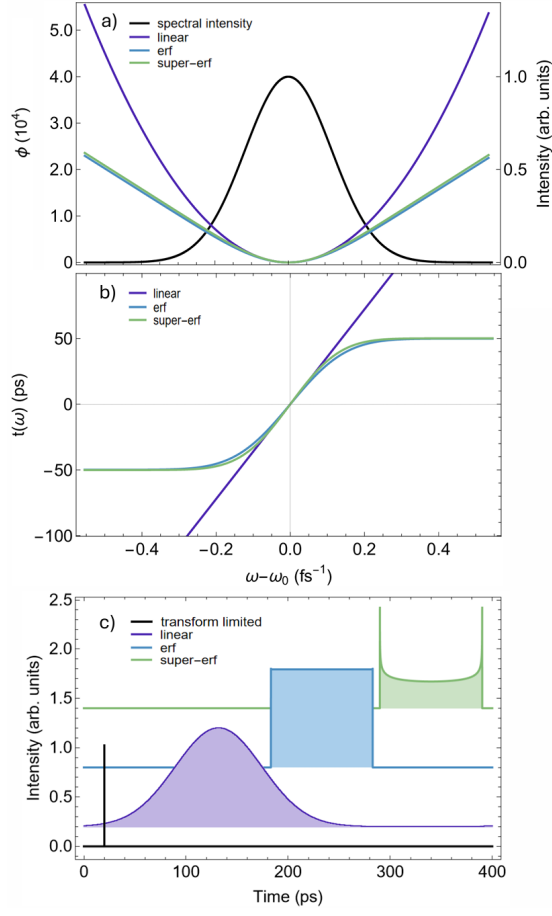 a)
spectral intensity
linear
erf
super-erf
5.0
4.0
3.0
2.0
1.0
0
ϕ (10⁴)
1.0
0.5
0.0
Intensity (arb. units)
b)
linear
erf
super-erf
50
0
-50
-100
t(ω) (ps)
-0.4 -0.2 0.0 0.2 0.4
ω-ω₀ (fs⁻¹)
c)
transform limited
linear
erf
super-erf
2.5
2.0
1.5
1.0
0.5
0.0
Intensity (arb. units)
0 100 200 300 400
Time (ps)